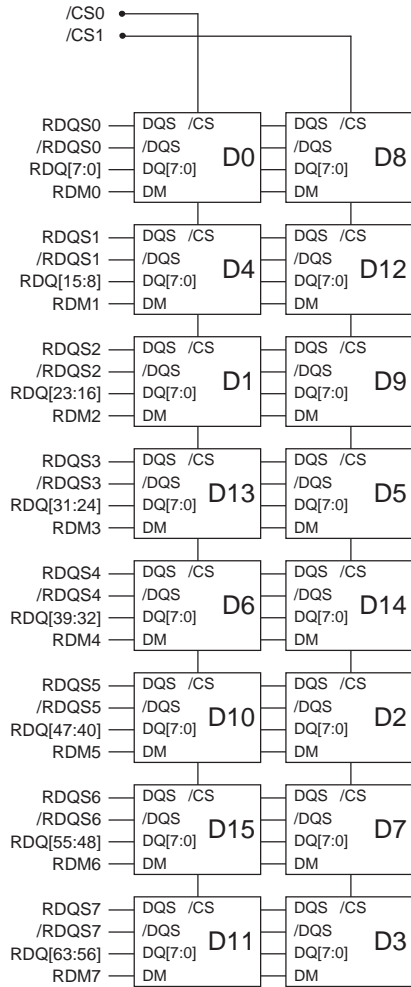 /CS0
/CS1
RDQS0 DQS /CS DQS /CS
/RDQS0 /DQS D0 /DQS D8
RDQ[7:0] DQ[7:0] DQ[7:0]
RDM0 DM DM
RDQS1 DQS /CS DQS /CS
/RDQS1 /DQS D4 /DQS D12
RDQ[15:8] DQ[7:0] DQ[7:0]
RDM1 DM DM
RDQS2 DQS /CS DQS /CS
/RDQS2 /DQS D1 /DQS D9
RDQ[23:16] DQ[7:0] DQ[7:0]
RDM2 DM DM
RDQS3 DQS /CS DQS /CS
/RDQS3 /DQS D13 /DQS D5
RDQ[31:24] DQ[7:0] DQ[7:0]
RDM3 DM DM
RDQS4 DQS /CS DQS /CS
/RDQS4 /DQS D6 /DQS D14
RDQ[39:32] DQ[7:0] DQ[7:0]
RDM4 DM DM
RDQS5 DQS /CS DQS /CS
/RDQS5 /DQS D10 /DQS D2
RDQ[47:40] DQ[7:0] DQ[7:0]
RDM5 DM DM
RDQS6 DQS /CS DQS /CS
/RDQS6 /DQS D15 /DQS D7
RDQ[55:48] DQ[7:0] DQ[7:0]
RDM6 DM DM
RDQS7 DQS /CS DQS /CS
/RDQS7 /DQS D11 /DQS D3
RDQ[63:56] DQ[7:0] DQ[7:0]
RDM7 DM DM